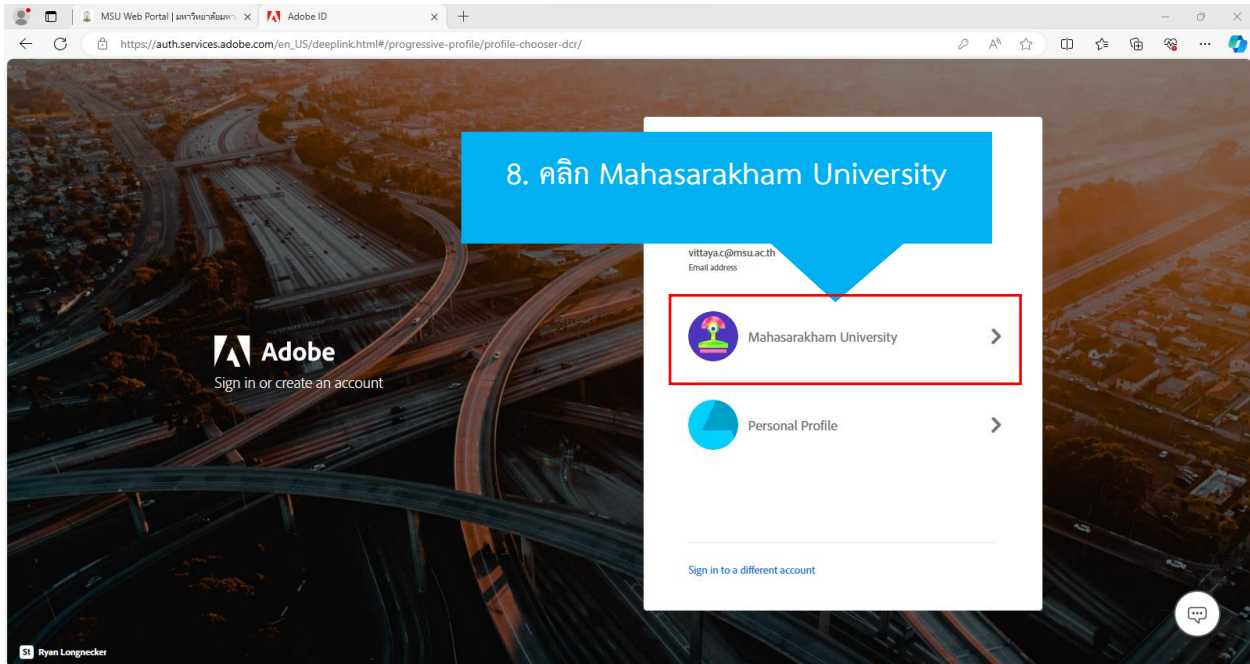 MSU Web Portal | มหาวิทยาลัยมหา
Adobe ID
https://auth.services.adobe.com/en_US/deeplink.html#/progressive-profile/profile-chooser-dcr/
8. คลิก Mahasarakham University
vittaya.c@msu.ac.th
Email address
Mahasarakham University
Adobe
Sign in or create an account
Personal Profile
Sign in to a different account
St Ryan Longnecker